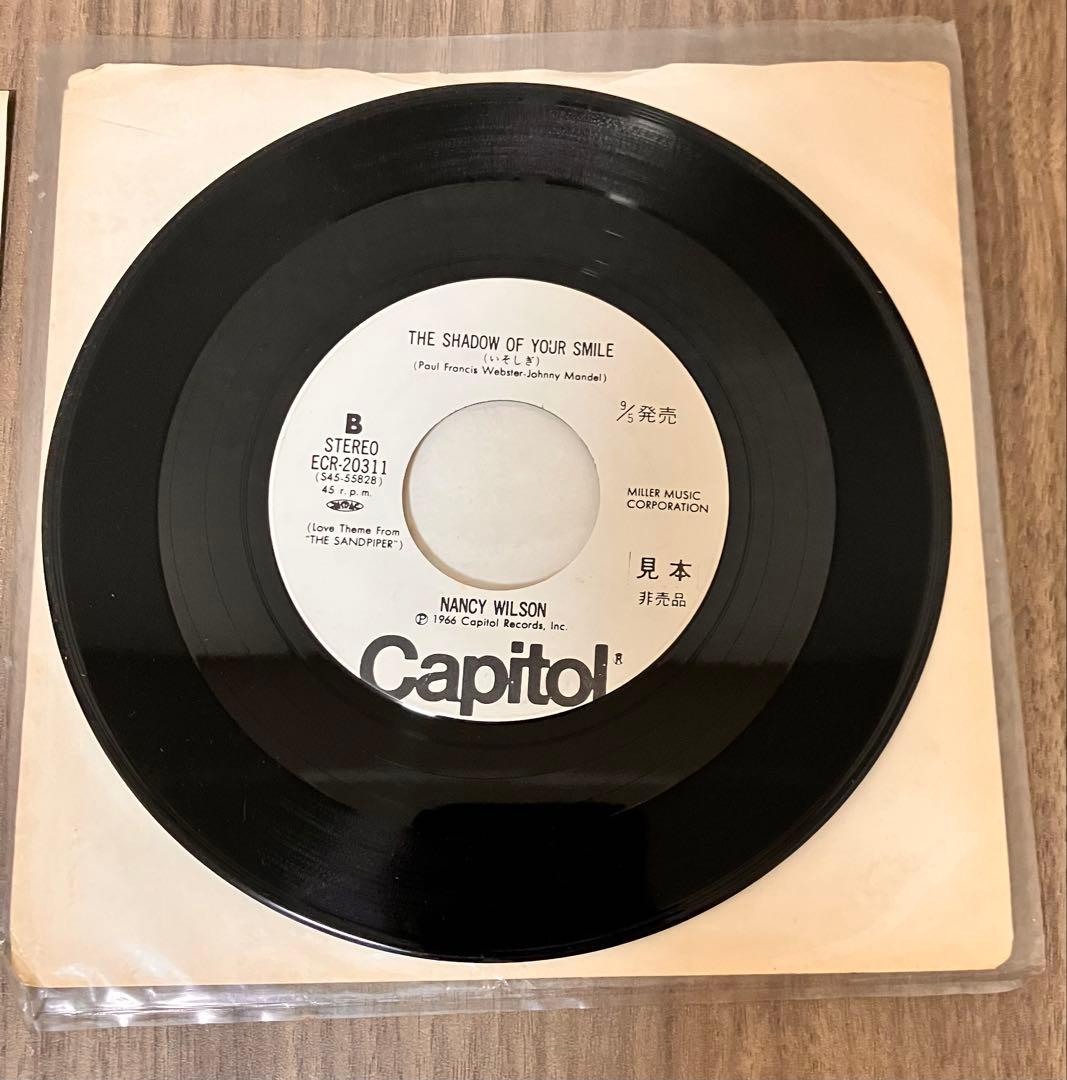 THE SHADOW OF YOUR SMILE
(いそしぎ)
(Paul Francis Webster-Johnny Mandel)
B
STEREO
ECR-20311
(S45-55828)
45 r.p.m.
(Love Theme From
"THE SANDPIPER")
9/5発売
MILLER MUSIC
CORPORATION
見本
非売品
NANCY WILSON
Ⓟ 1966 Capitol Records, Inc.
Capitol®